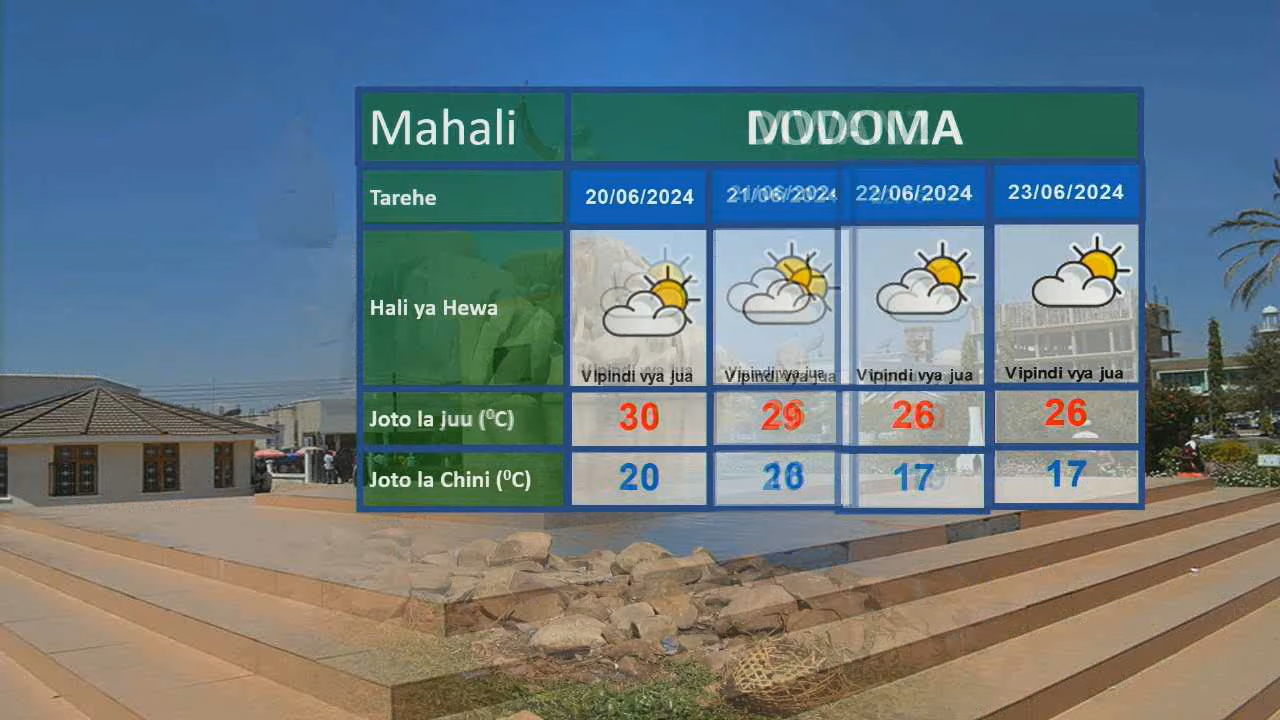 Mahali DODOMA
Tarehe 20/06/2024 21/06/2024 22/06/2024 23/06/2024
Hali ya Hewa Vipindi vya jua Vipindi vya jua Vipindi vya jua Vipindi vya jua
Joto la juu (⁰C) 30 26 26
Joto la Chini (⁰C) 20 17 17